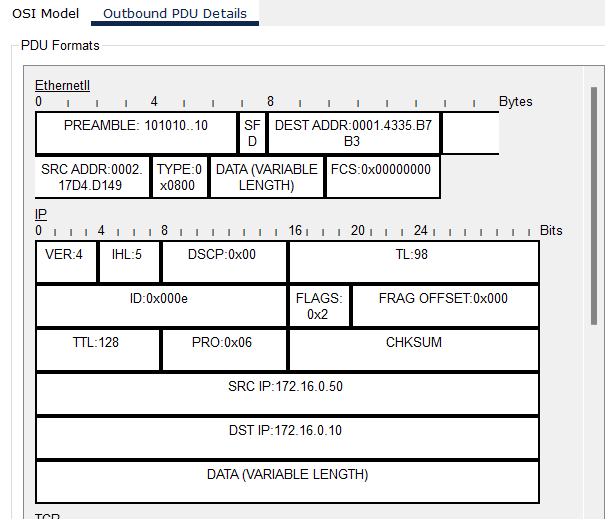 OSI Model Outbound PDU Details
PDU Formats
EthernetII
0 4 8 Bytes
PREAMBLE: 101010..10 SF DEST ADDR:0001.4335.B7
D B3
SRC ADDR:0002. TYPE:0 DATA (VARIABLE FCS:0x00000000
17D4.D149 x0800 LENGTH)
IP
0 4 8 16 20 24 Bits
VER:4 IHL:5 DSCP:0x00 TL:98
ID:0x000e FLAGS: FRAG OFFSET:0x000
0x2
TTL:128 PRO:0x06 CHKSUM
SRC IP:172.16.0.50
DST IP:172.16.0.10
DATA (VARIABLE LENGTH)
TCP